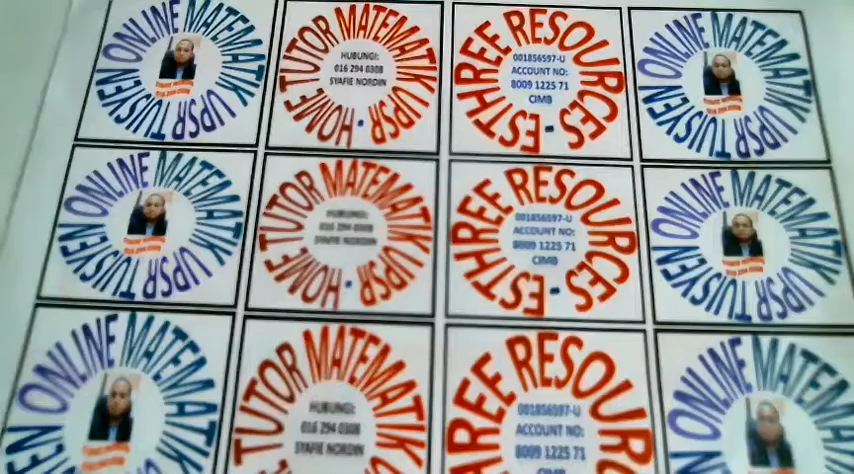 ONLINE MATEMATIK UPSR TUISYEN
HOME TUTOR MATEMATIK UPSR -
HUBUNGI:
016 294 0308
SYAFIE NORDIN
ESTHREE RESOURCES -
001856597-U
ACCOUNT NO:
8009 1225 71
CIMB
ONLINE MATEMATIK UPSR TUISYEN
ONLINE MATEMATIK UPSR TUISYEN
HOME TUTOR MATEMATIK UPSR -
HUBUNGI:
016 294 0308
SYAFIE NORDIN
ESTHREE RESOURCES -
001856597-U
ACCOUNT NO:
8009 1225 71
CIMB
ONLINE MATEMATIK UPSR TUISYEN
ONLINE MATEMATIK
TUTOR MATEMATIK
HUBUNGI:
016 294 0308
SYAFIE NORDIN
REE RESOUR
001856597-U
ACCOUNT NO:
8009 1225 71
CIMB
ONLINE MATEMATIK